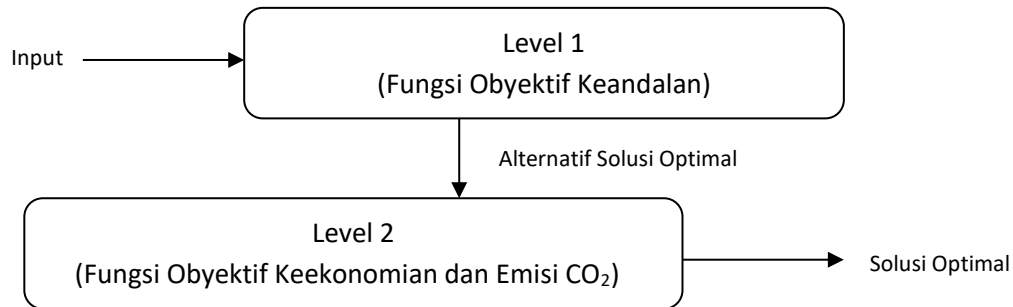 Level 1
Input
(Fungsi Obyektif Keandalan)
Alternatif Solusi Optimal
Level 2
(Fungsi Obyektif Keekonomian dan Emisi CO₂)
Solusi Optimal